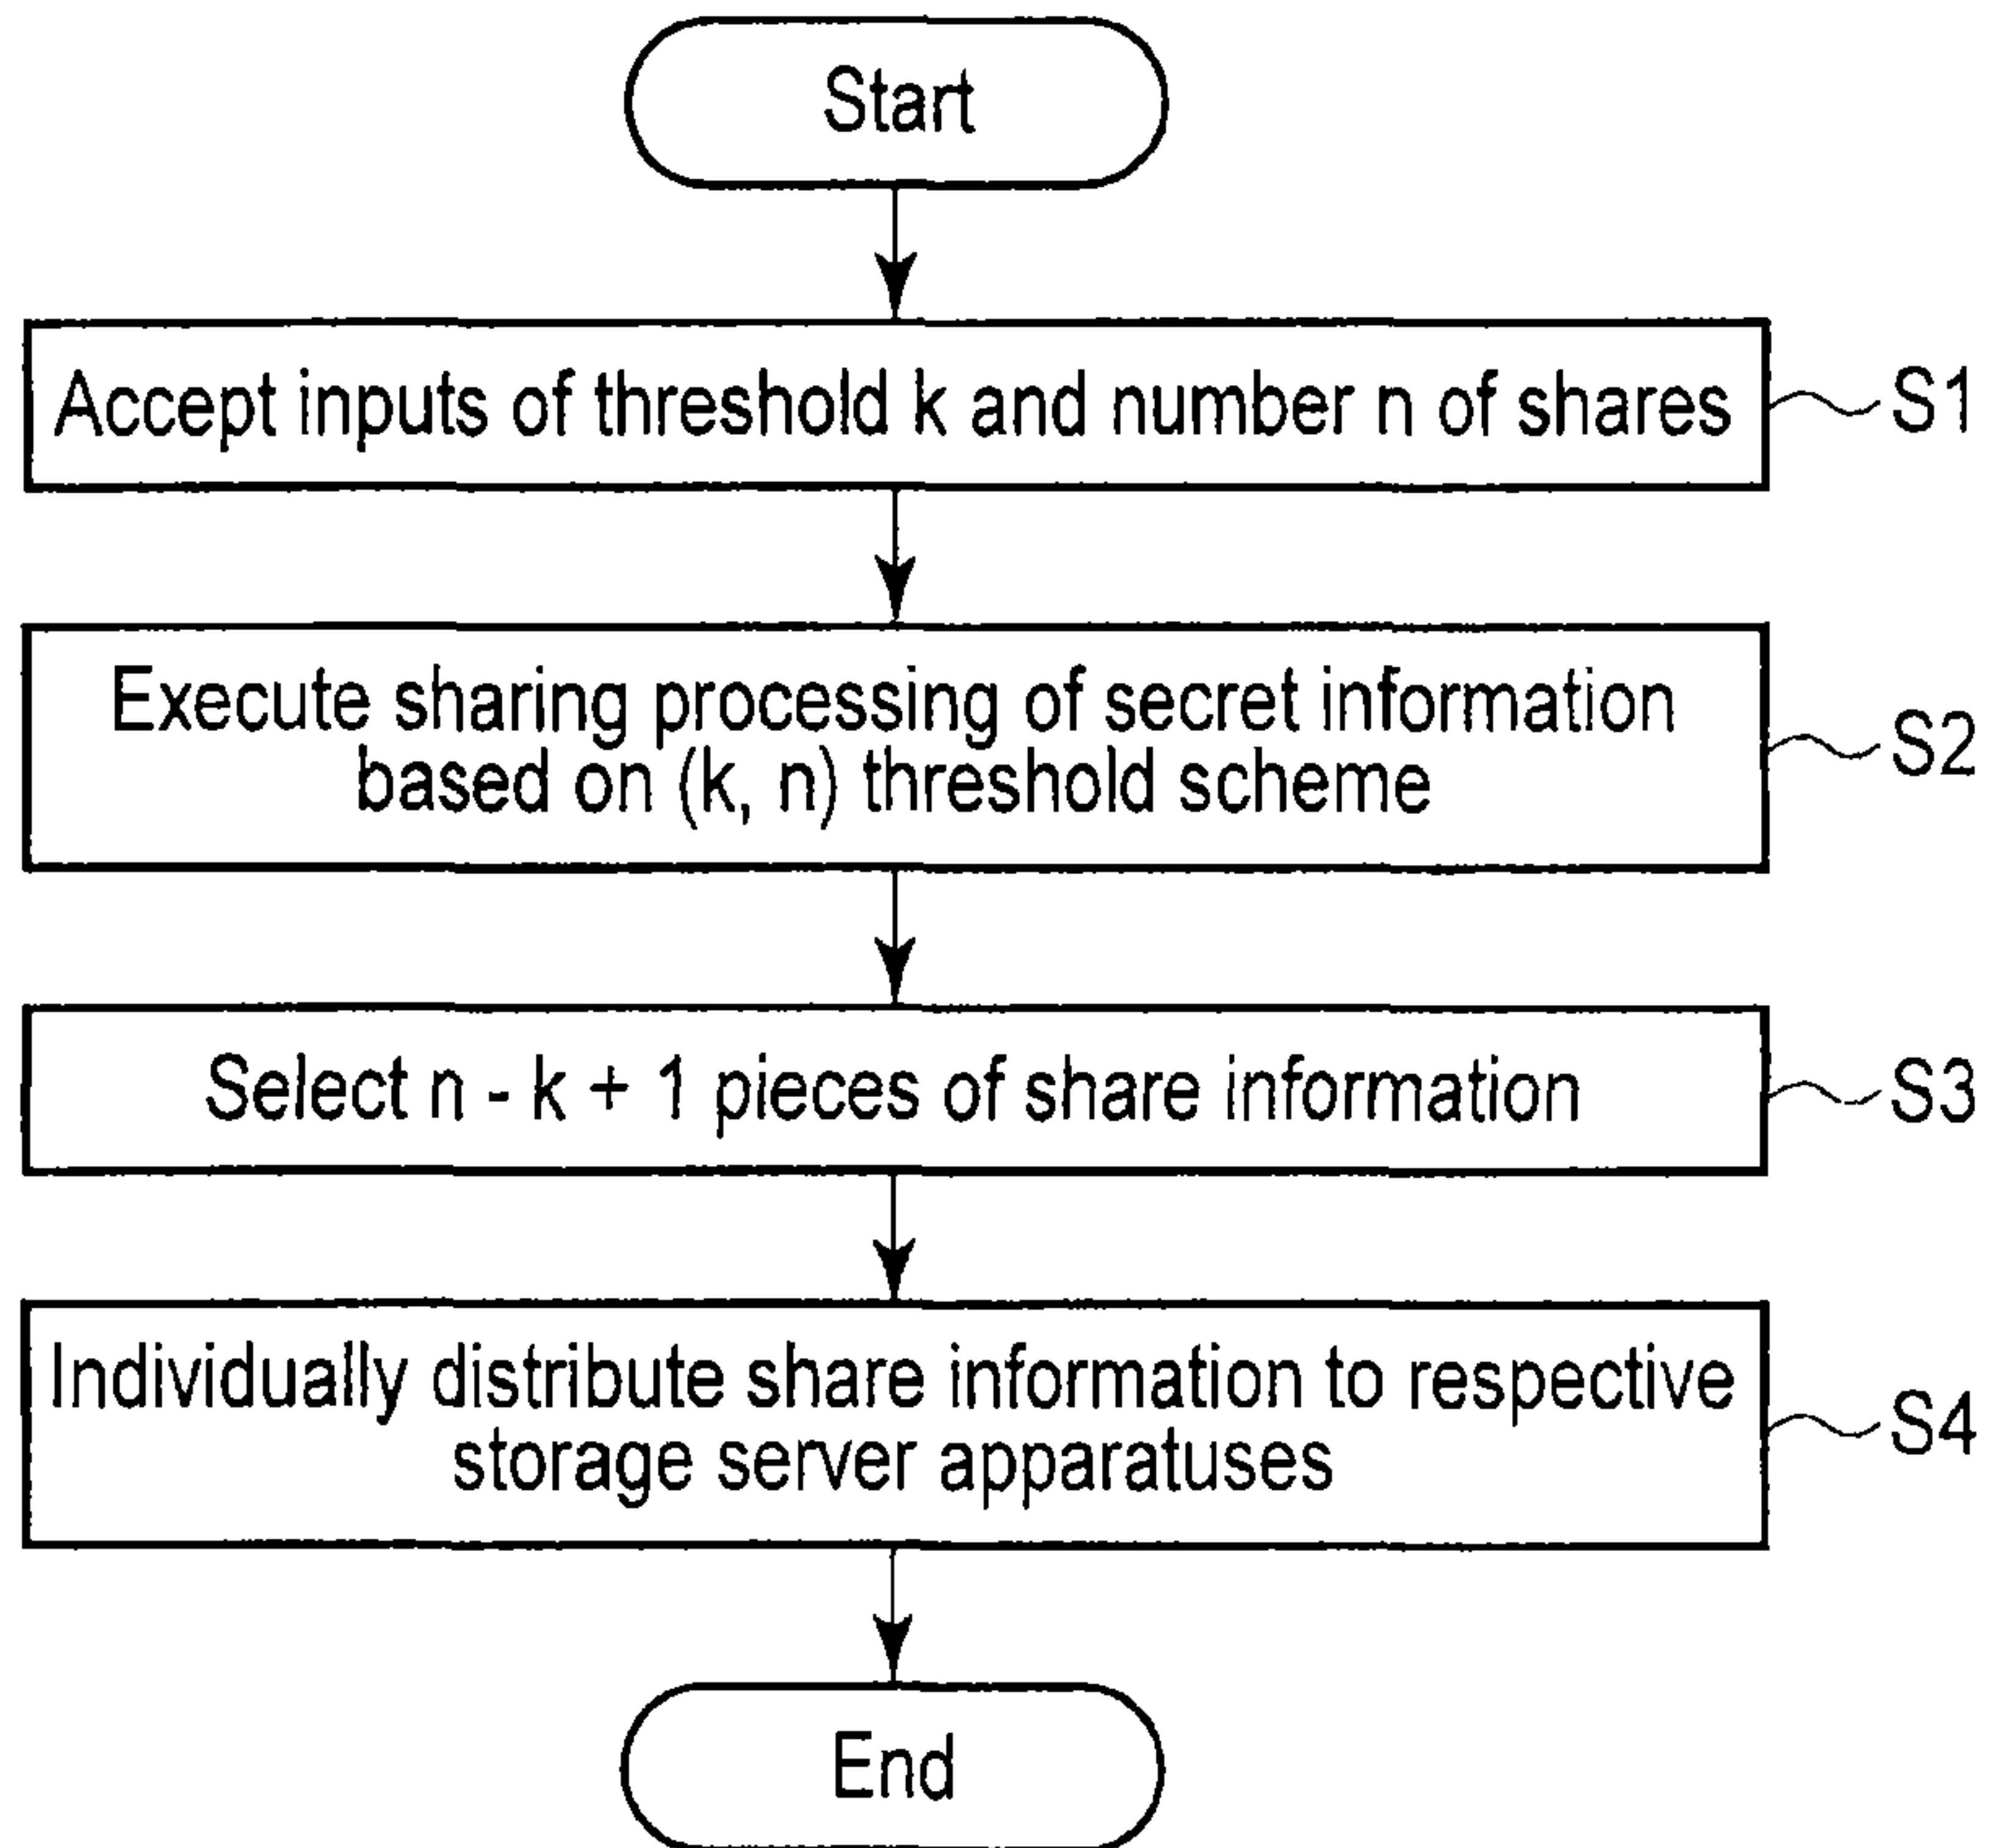 Start
Accept inputs of threshold k and number n of shares
S1
Execute sharing processing of secret information
based on (k, n) threshold scheme
S2
Select n - k + 1 pieces of share information
S3
Individually distribute share information to respective
storage server apparatuses
S4
End